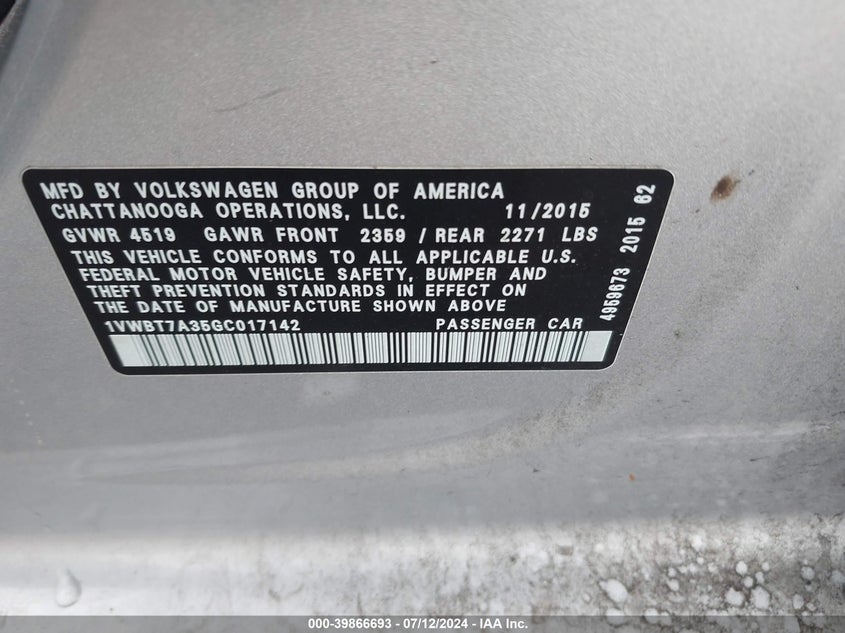 MFD BY VOLKSWAGEN GROUP OF AMERICA
CHATTANOOGA OPERATIONS, LLC. 11/2015
GVWR 4519 GAWR FRONT 2359 / REAR 2271 LBS
THIS VEHICLE CONFORMS TO ALL APPLICABLE U.S.
FEDERAL MOTOR VEHICLE SAFETY, BUMPER AND
THEFT PREVENTION STANDARDS IN EFFECT ON
THE DATE OF MANUFACTURE SHOWN ABOVE
1VWBT7A35GC017142 PASSENGER CAR
4959673 2015 62
000-39866693 - 07/12/2024 - IAA Inc.